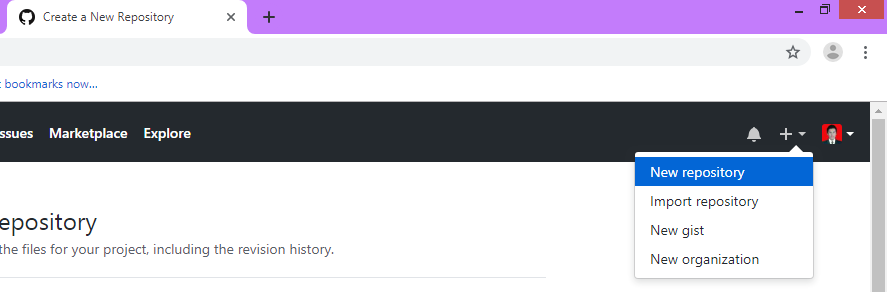 Create a New Repository
bookmarks now...
ssues Marketplace Explore
New repository
Import repository
epository
New gist
the files for your project, including the revision history.
New organization